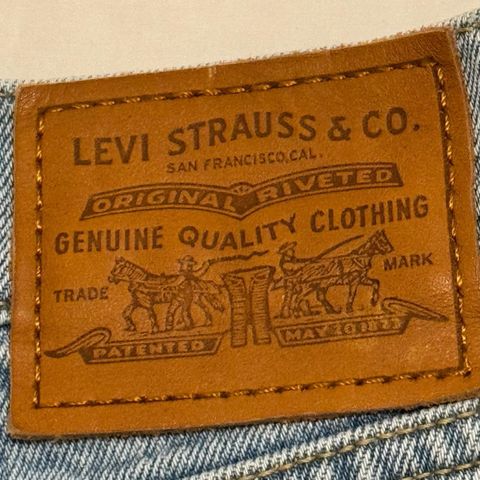 LEVI STRAUSS & CO.
SAN FRANCISCO, CAL.
ORIGINAL RIVETED
GENUINE QUALITY CLOTHING
TRADE MARK
PATENTED MAY 20 1873